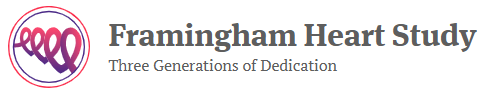 Framingham Heart Study
Three Generations of Dedication